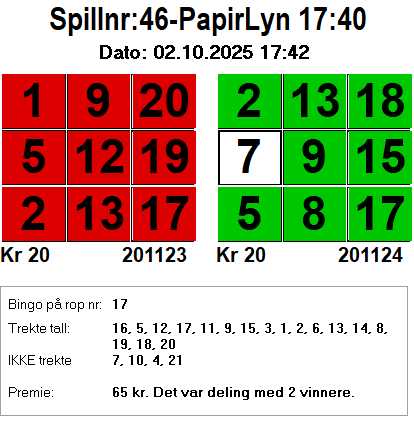 Spillnr:46-PapirLyn 17:40
Dato: 02.10.2025 17:42
1 9 20 2 13 18
5 12 19 7 9 15
2 13 17 5 8 17
Kr 20 201123 Kr 20 201124
Bingo på rop nr: 17
Trekte tall: 16, 5, 12, 17, 11, 9, 15, 3, 1, 2, 6, 13, 14, 8,
19, 18, 20
IKKE trekte 7, 10, 4, 21
Premie: 65 kr. Det var deling med 2 vinnere.